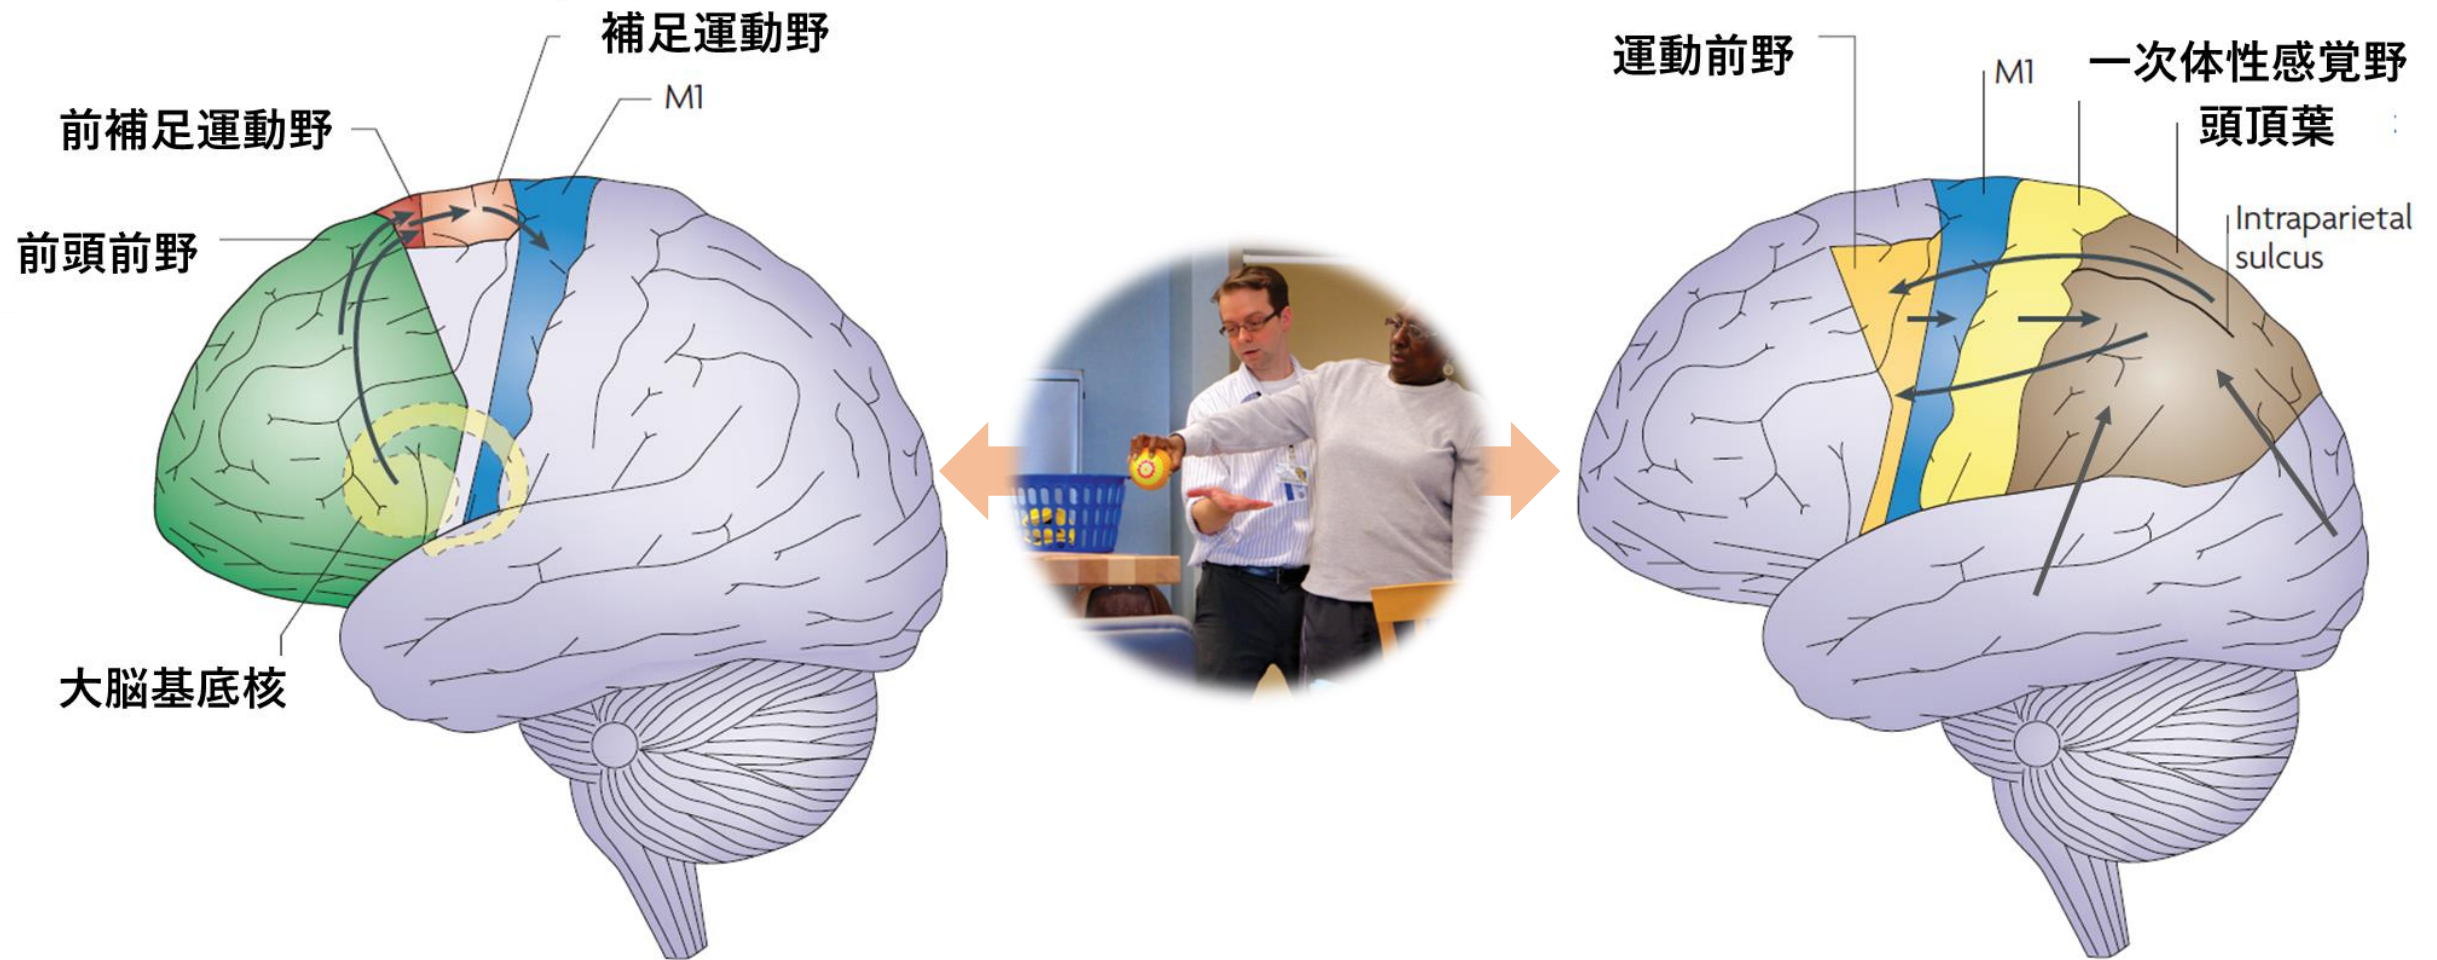 補足運動野
M1
前補足運動野
前頭前野
大脳基底核
運動前野
M1
一次体性感覚野
頭頂葉
Intraparietal
sulcus